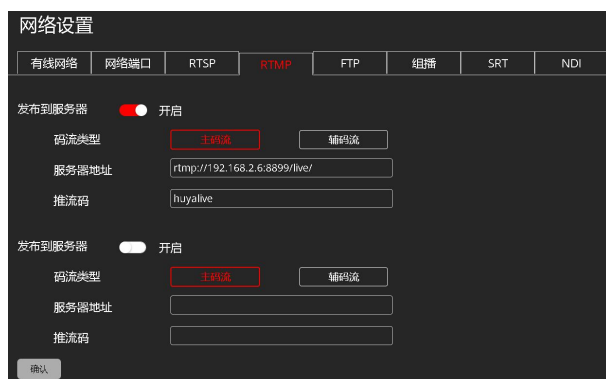 网络设置
有线网络 网络端口 RTSP RTMP FTP 组播 SRT NDI
发布到服务器 开启
码流类型 主码流 辅码流
服务器地址 rtmp://192.168.2.6:8899/live/
推流码 huyalive
发布到服务器 开启
码流类型 主码流 辅码流
服务器地址
推流码
确认